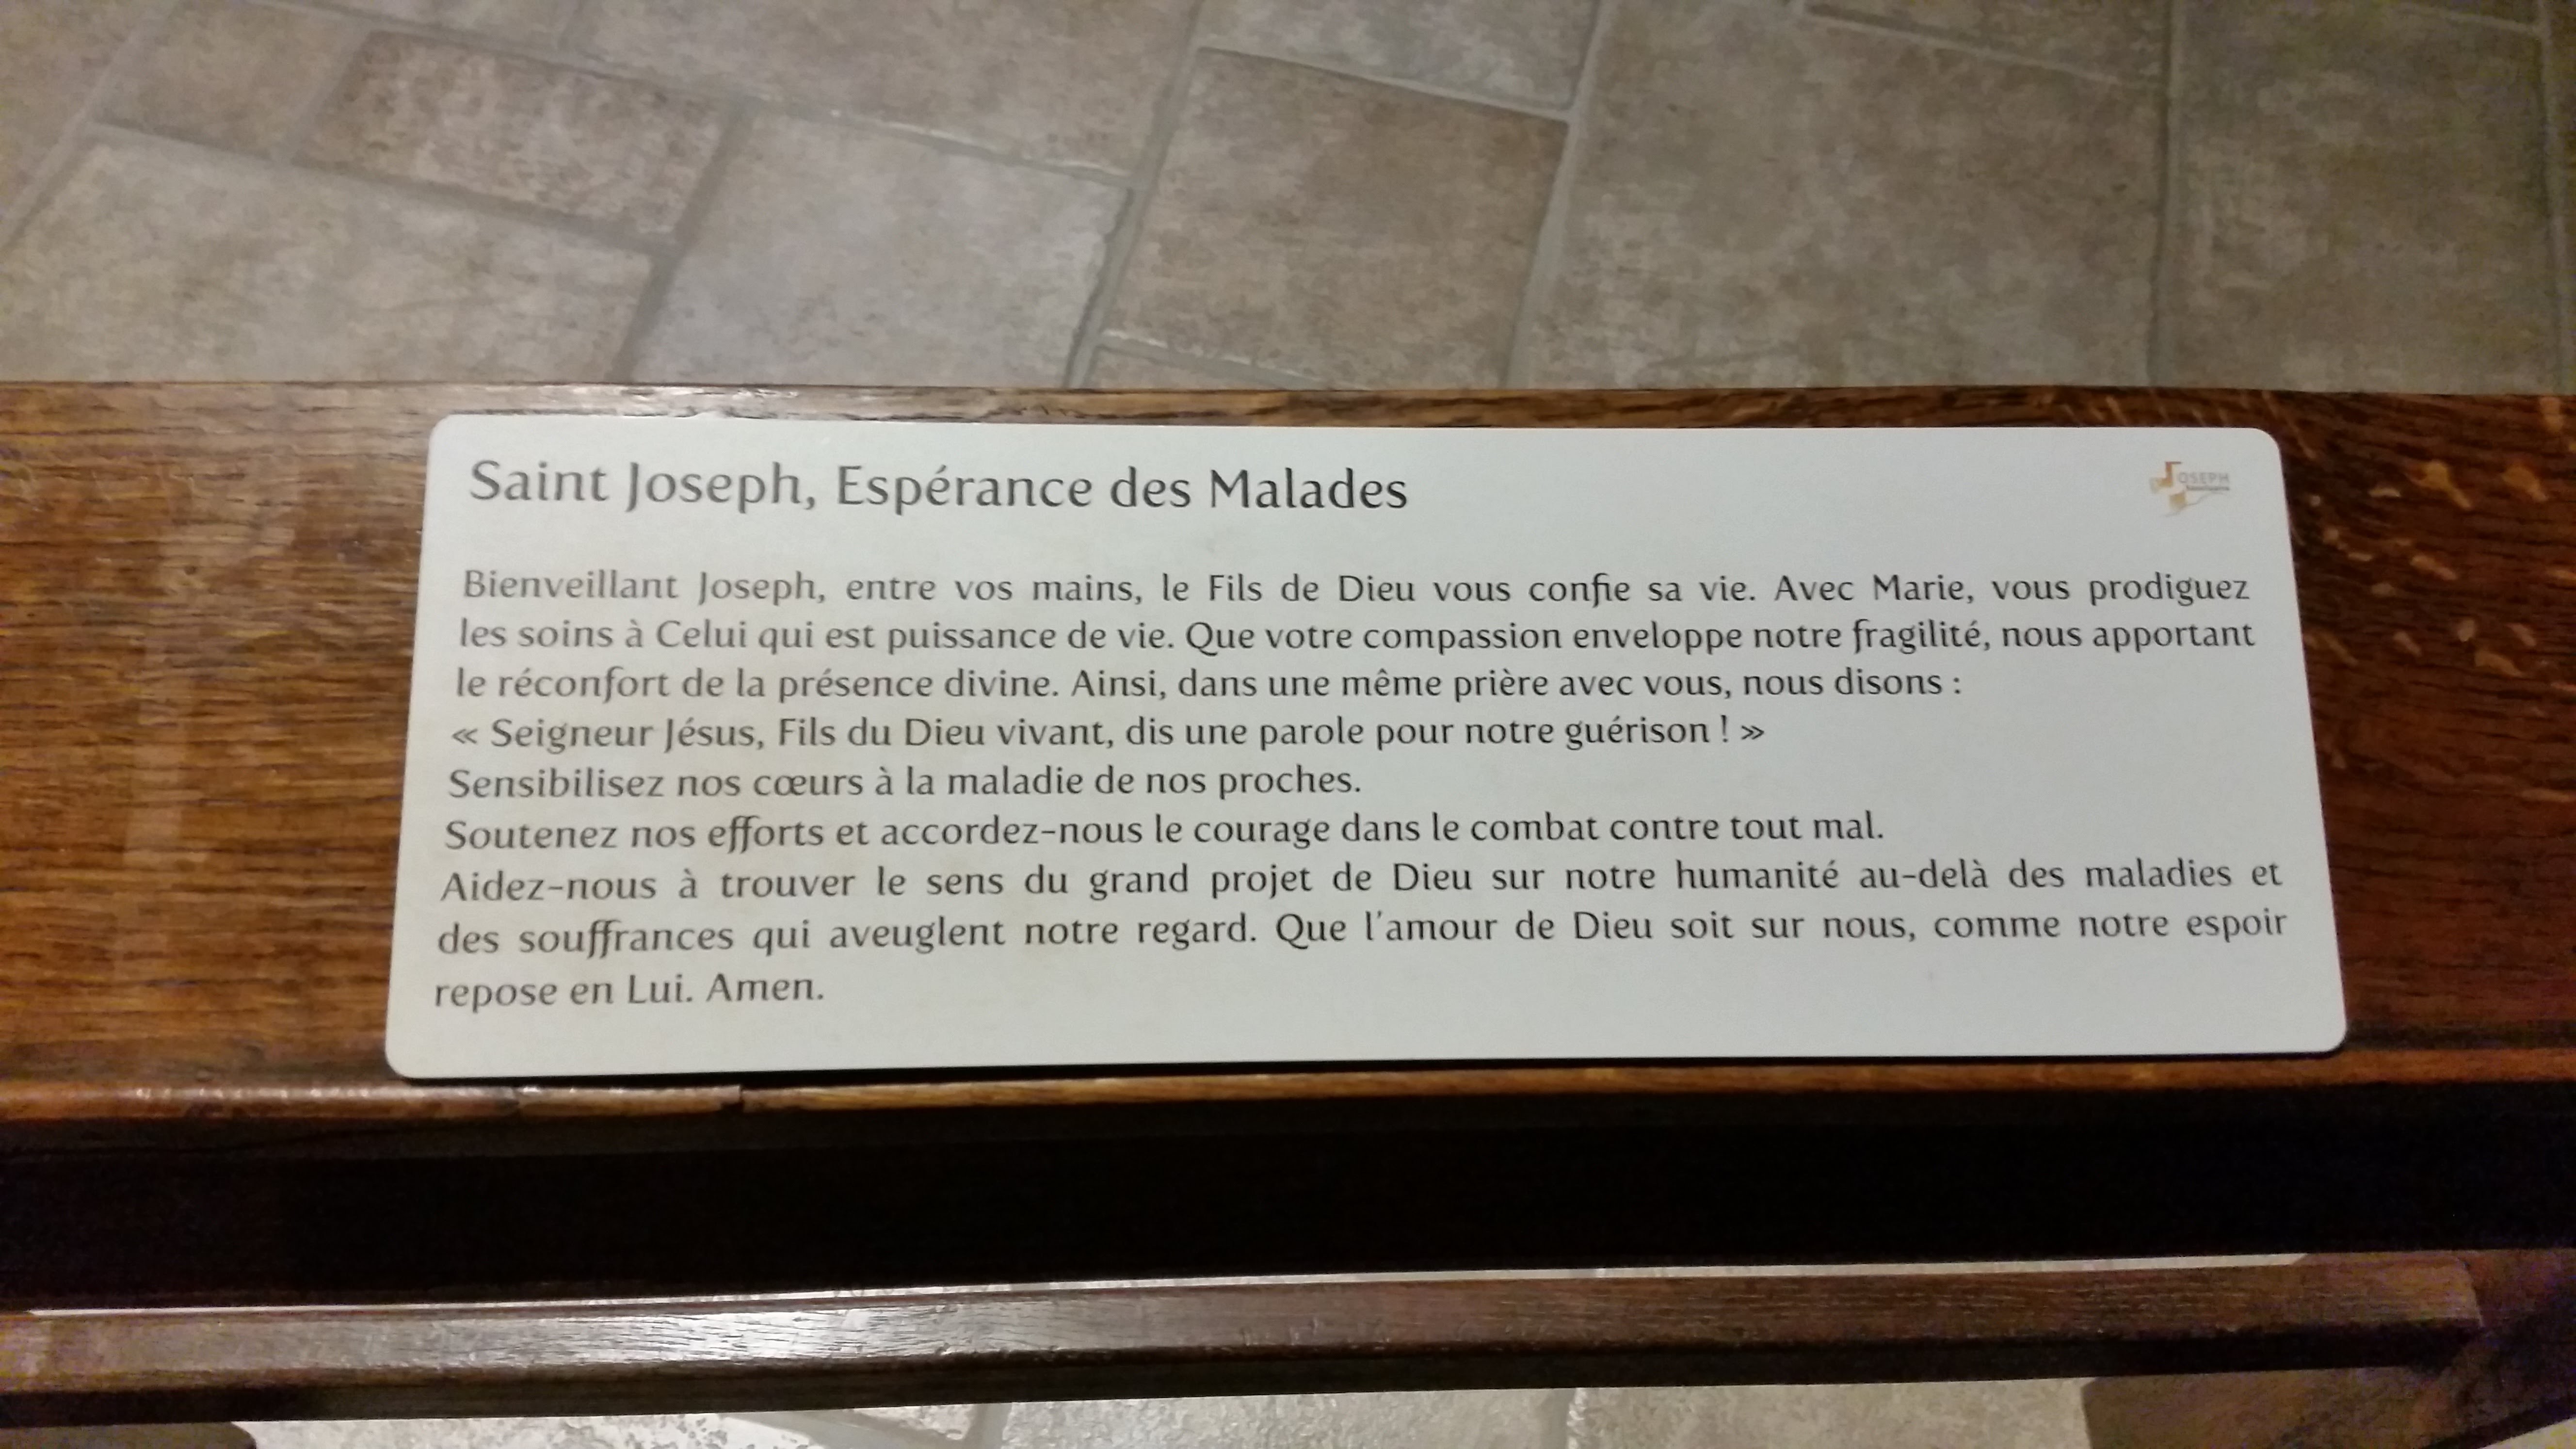 Saint Joseph, Espérance des Malades
OSEPH
Bienveillant Joseph, entre vos mains, le Fils de Dieu vous confie sa vie. Avec Marie, vous prodiguez
les soins à Celui qui est puissance de vie. Que votre compassion enveloppe notre fragilité, nous apportant
le réconfort de la présence divine. Ainsi, dans une même prière avec vous, nous disons :
« Seigneur Jésus, Fils du Dieu vivant, dis une parole pour notre guérison ! »
Sensibilisez nos cœurs à la maladie de nos proches.
Soutenez nos efforts et accordez-nous le courage dans le combat contre tout mal.
Aidez-nous à trouver le sens du grand projet de Dieu sur notre humanité au-delà des maladies et
des souffrances qui aveuglent notre regard. Que l'amour de Dieu soit sur nous, comme notre espoir
repose en Lui. Amen.